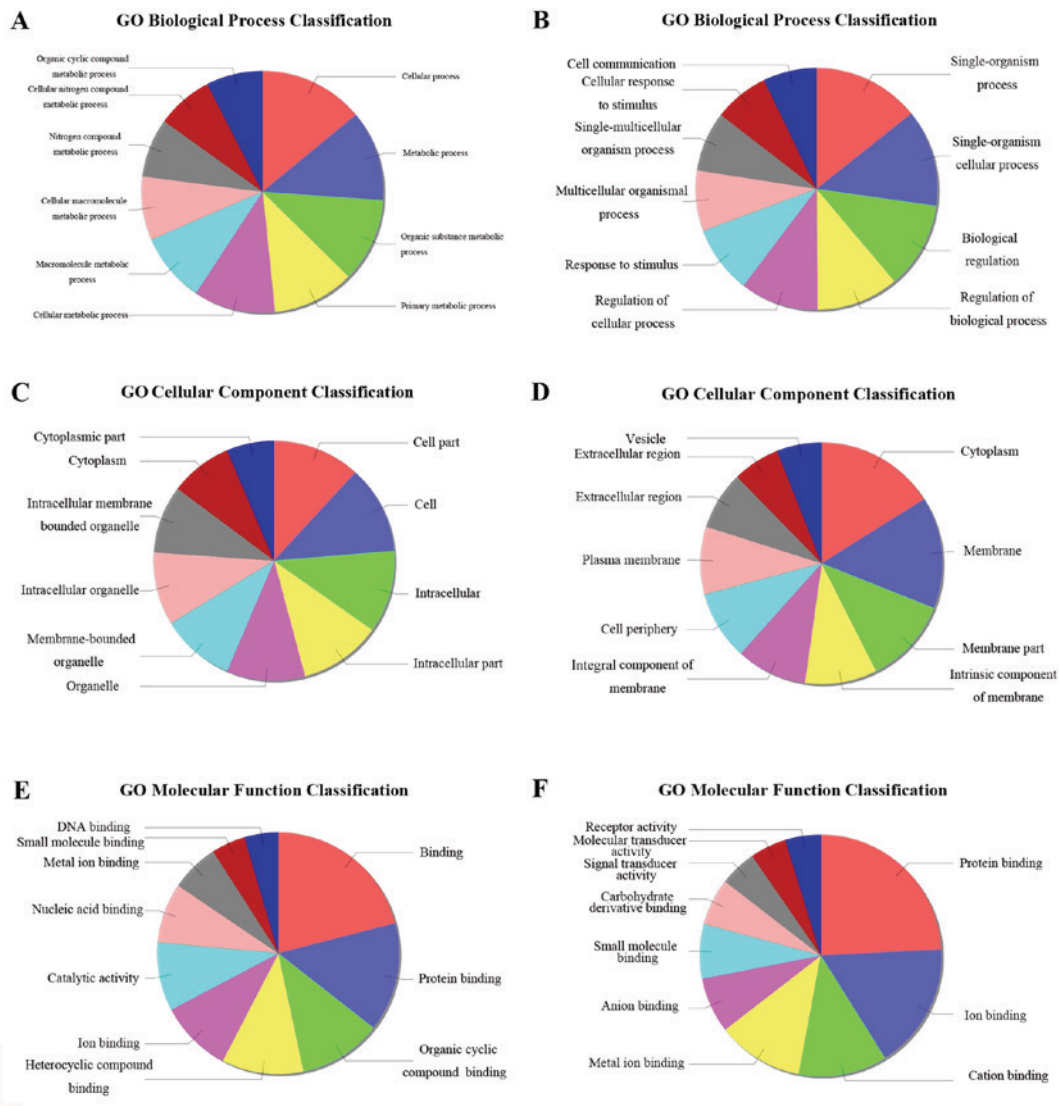 A
GO Biological Process Classification
Organic cyclic compound
metabolic process
Cellular nitrogen compound
metabolic process
Nitrogen compound
metabolic process
Cellular macromolecule
metabolic process
Macromolecule metabolic
process
Cellular metabolic process
Cellular process
Metabolic process
Organic substance metabolic
process
Primary metabolic process
B
GO Biological Process Classification
Cell communication
Cellular response
to stimulus
Single-multicellular
organism process
Multicellular organismal
process
Response to stimulus
Regulation of
cellular process
Single-organism
process
Single-organism
cellular process
Biological
regulation
Regulation of
biological process
C
GO Cellular Component Classification
Cytoplasmic part
Cytoplasm
Intracellular membrane
bounded organelle
Intracellular organelle
Membrane-bounded
organelle
Organelle
Cell part
Cell
Intracellular
Intracellular part
D
GO Cellular Component Classification
Vesicle
Extracellular region
Extracellular region
Plasma membrane
Cell periphery
Integral component of
membrane
Cytoplasm
Membrane
Membrane part
Intrinsic component
of membrane
E
GO Molecular Function Classification
DNA binding
Small molecule binding
Metal ion binding
Nucleic acid binding
Catalytic activity
Ion binding
Heterocyclic compound
binding
Binding
Protein binding
Organic cyclic
compound binding
F
GO Molecular Function Classification
Receptor activity
Molecular transducer
activity
Signal transducer
activity
Carbohydrate
derivative binding
Small molecule
binding
Anion binding
Metal ion binding
Protein binding
Ion binding
Cation binding